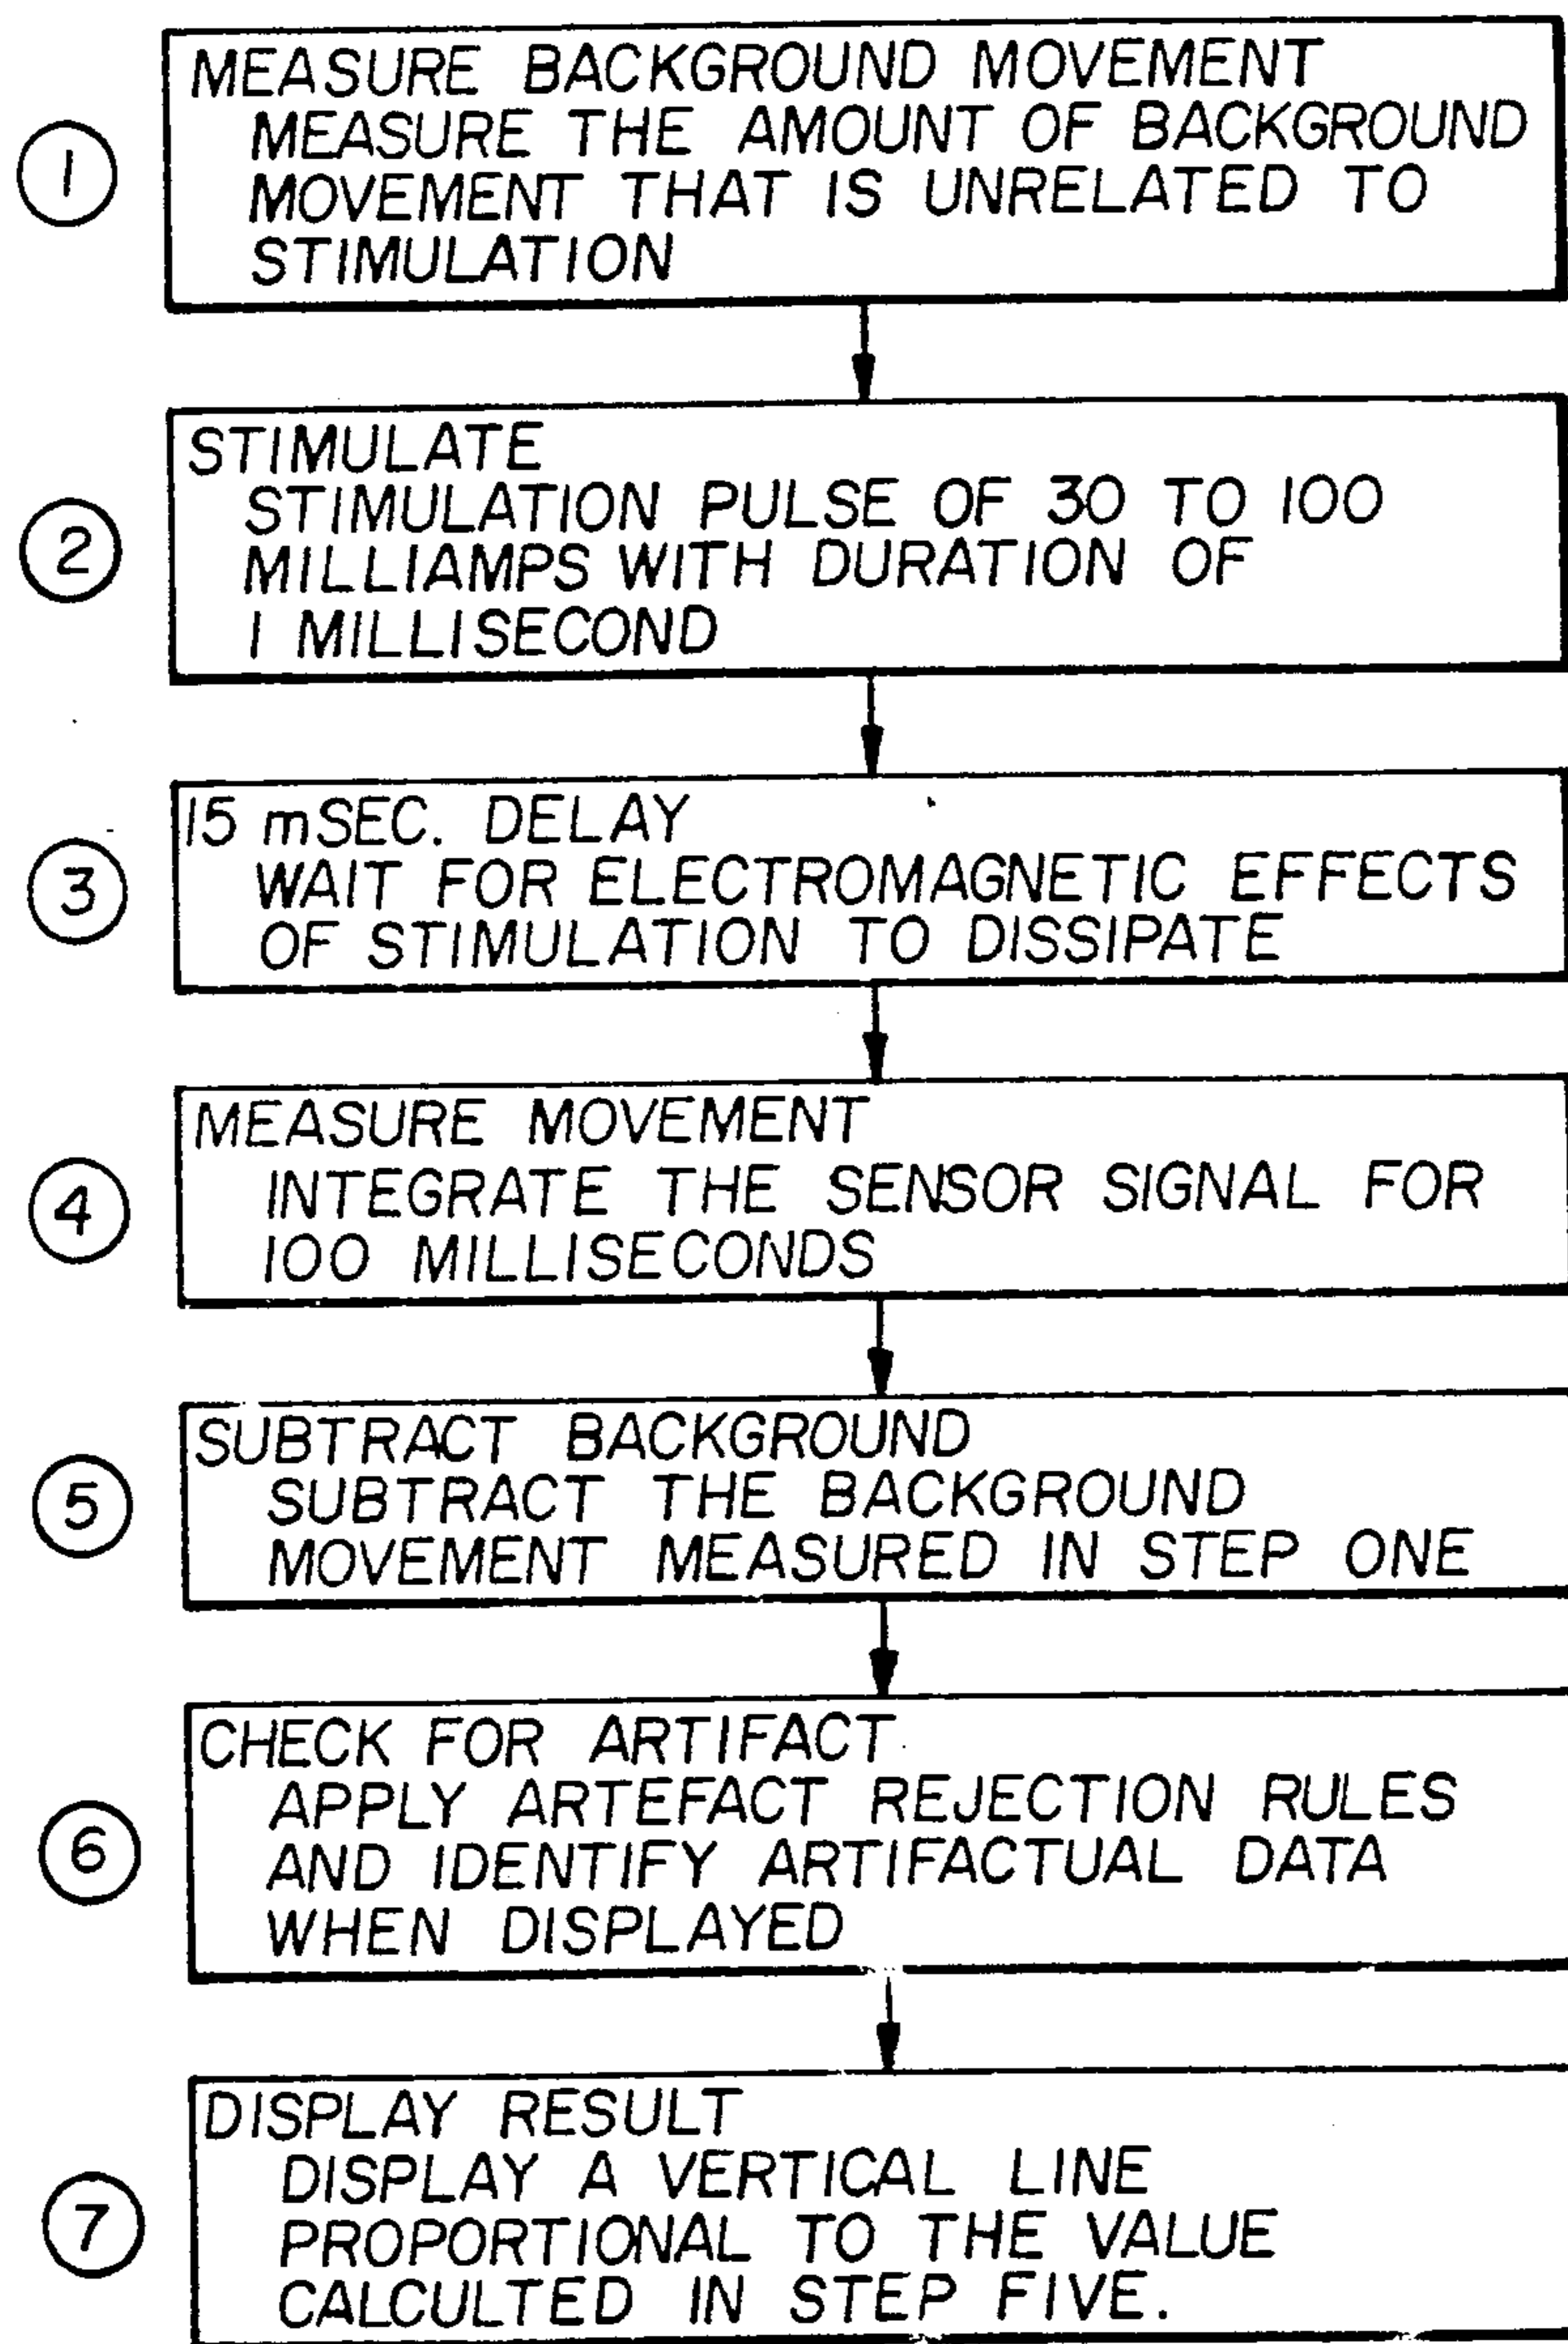 1
MEASURE BACKGROUND MOVEMENT
MEASURE THE AMOUNT OF BACKGROUND
MOVEMENT THAT IS UNRELATED TO
STIMULATION
2
STIMULATE
STIMULATION PULSE OF 30 TO 100
MILLIAMPS WITH DURATION OF
1 MILLISECOND
3
15 mSEC. DELAY
WAIT FOR ELECTROMAGNETIC EFFECTS
OF STIMULATION TO DISSIPATE
4
MEASURE MOVEMENT
INTEGRATE THE SENSOR SIGNAL FOR
100 MILLISECONDS
5
SUBTRACT BACKGROUND
SUBTRACT THE BACKGROUND
MOVEMENT MEASURED IN STEP ONE
6
CHECK FOR ARTIFACT
APPLY ARTEFACT REJECTION RULES
AND IDENTIFY ARTIFACTUAL DATA
WHEN DISPLAYED
7
DISPLAY RESULT
DISPLAY A VERTICAL LINE
PROPORTIONAL TO THE VALUE
CALCULTED IN STEP FIVE.